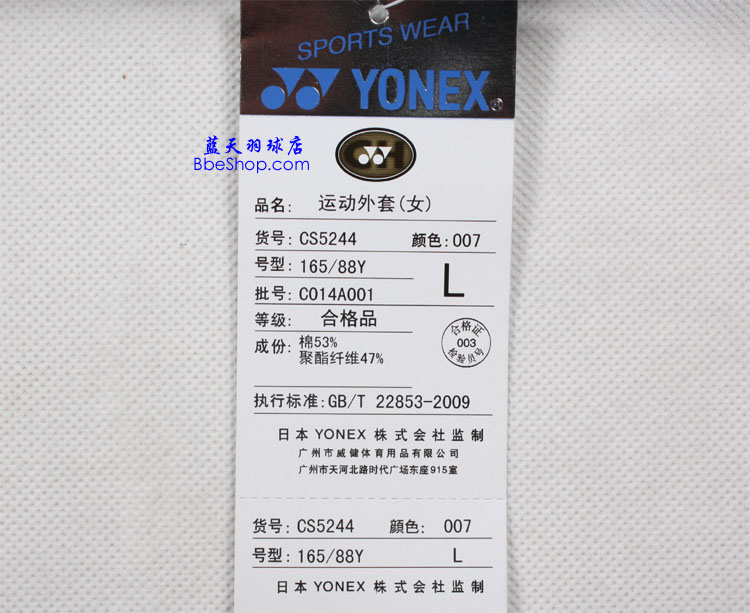 SPORTS WEAR
YONEX®
蓝天羽球店
BbeShop.com
GH
品名: 运动外套(女)
货号: CS5244 颜色: 007
号型: 165/88Y L
批号: C014A001
等级: 合格品
成份: 棉53%
聚酯纤维47%
合格证
003
检验员号
执行标准: GB/T 22853-2009
日本 YONEX 株式会社监制
广州市威健体育用品有限公司
广州市天河北路时代广场东座915室
货号: CS5244 顔色: 007
号型: 165/88Y L
日本 YONEX 株式会社监制